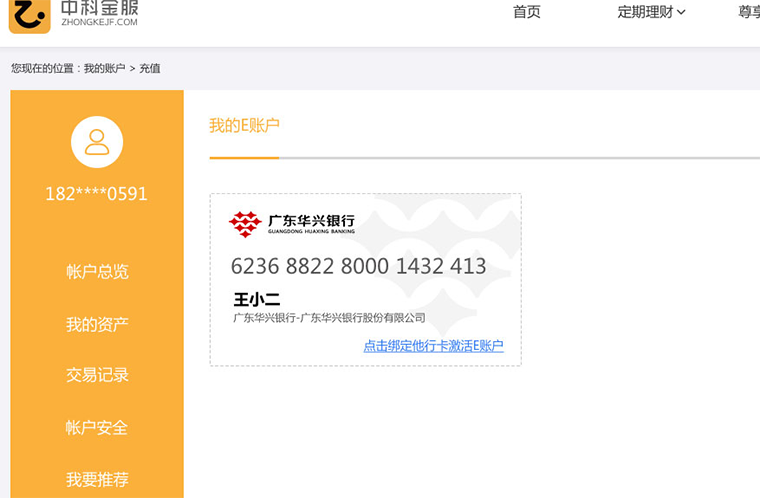 中科金服
ZHONGKEJF.COM
首页
定期理财
尊享
您现在的位置：我的账户 > 充值
182****0591
帐户总览
我的资产
交易记录
帐户安全
我要推荐
我的E账户
广东华兴银行
GUANGDONG HUAXING BANKING
6236 8822 8000 1432 413
王小二
广东华兴银行-广东华兴银行股份有限公司
点击绑定他行卡激活E账户